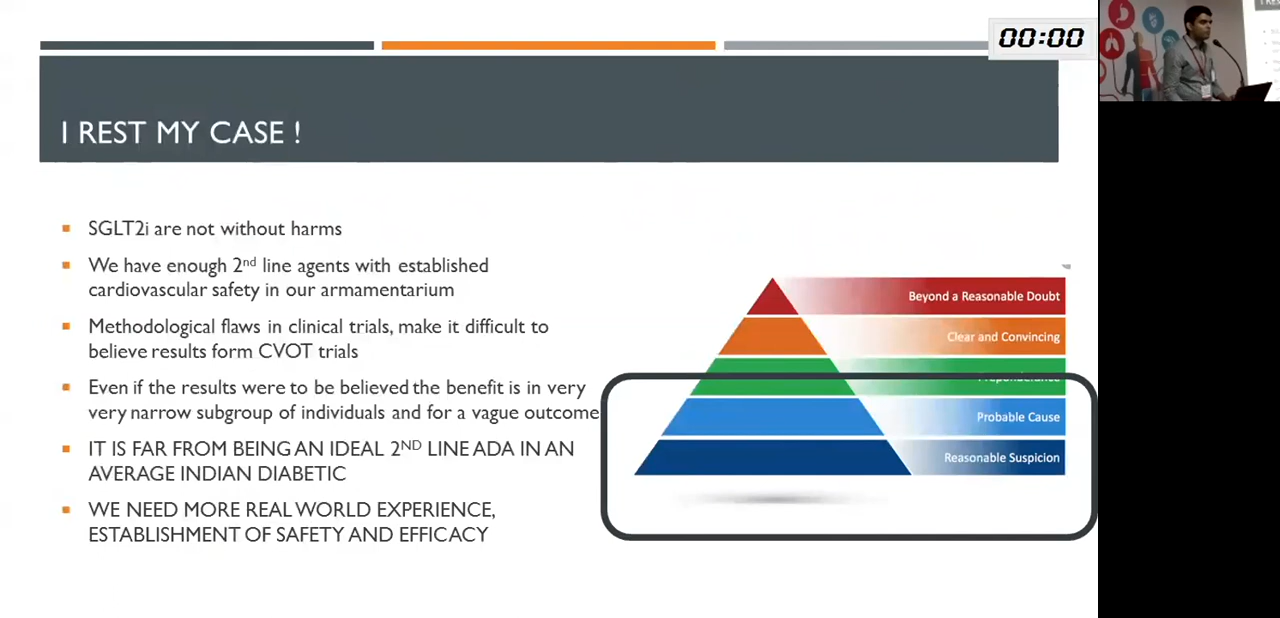 00:00
I REST MY CASE !
SGLT2i are not without harms
We have enough 2nd line agents with established
cardiovascular safety in our armamentarium
Methodological flaws in clinical trials, make it difficult to
believe results form CVOT trials
Even if the results were to be believed the benefit is in very
very narrow subgroup of individuals and for a vague outcome
IT IS FAR FROM BEING AN IDEAL 2ND LINE ADA IN AN
AVERAGE INDIAN DIABETIC
WE NEED MORE REAL WORLD EXPERIENCE,
ESTABLISHMENT OF SAFETY AND EFFICACY
Beyond a Reasonable Doubt
Clear and Convincing
Preponderance
Probable Cause
Reasonable Suspicion